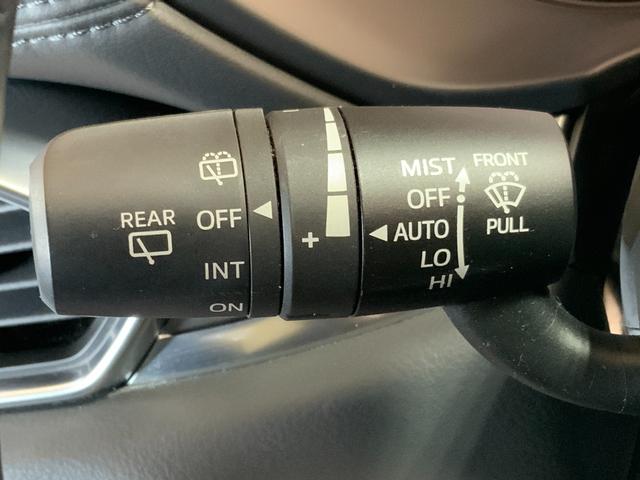 REAR
OFF
INT
ON
+
MIST
OFF
AUTO
LO
HI
FRONT
PULL